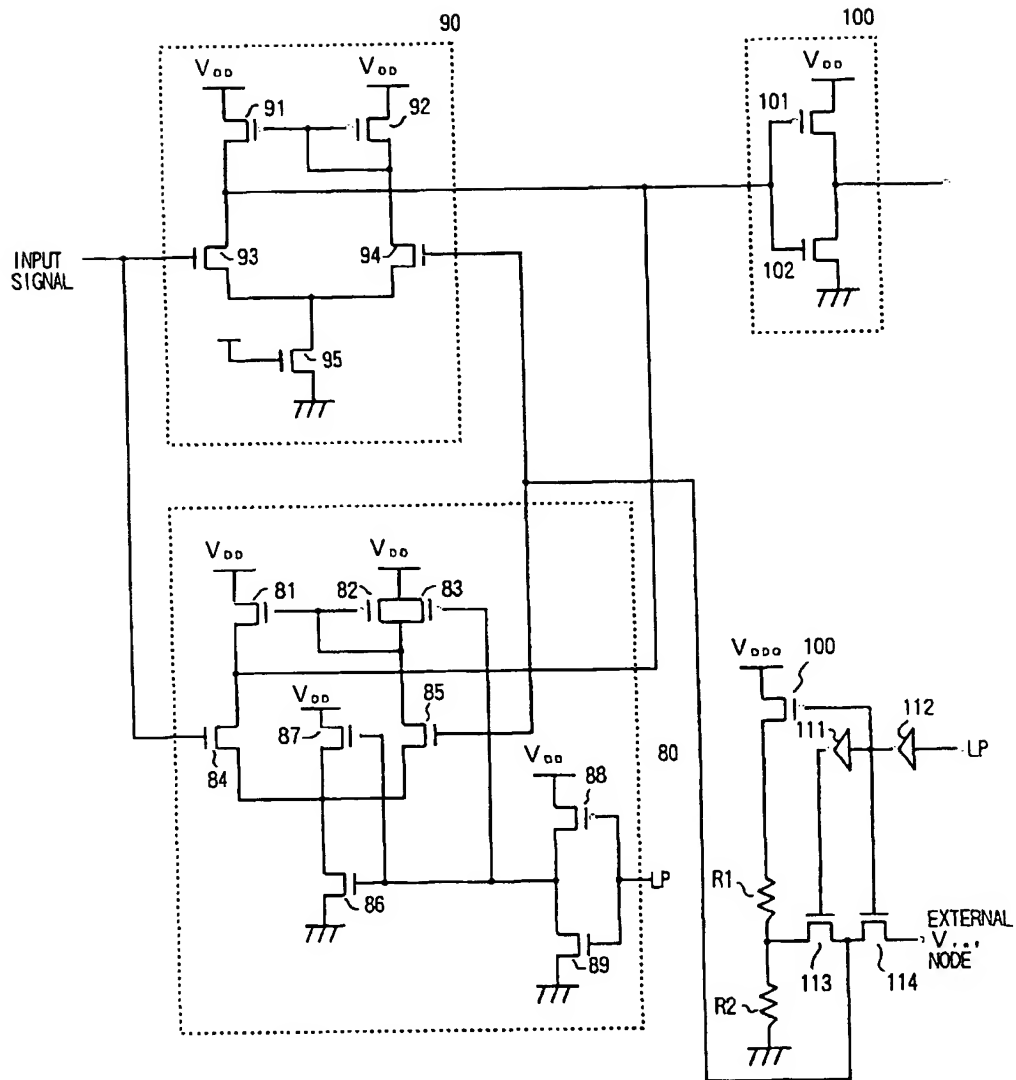 90
100
VDD
VDD
VDD
91
92
101
INPUT
SIGNAL
93
94
102
95
VDD
VDD
81
82
83
VDDQ
100
VDD
85
87
111
112
LP
84
VDD
80
88
LP
R1
EXTERNAL
86
NODE
89
113
114
R2